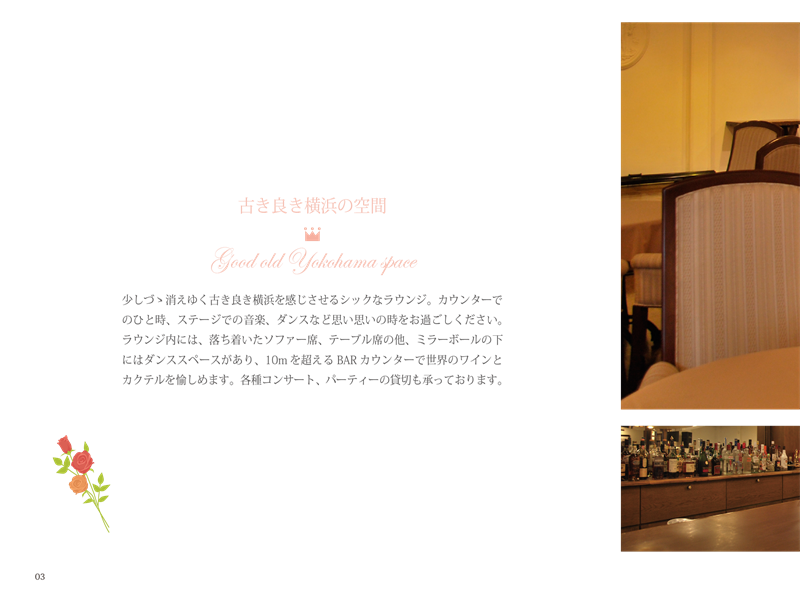 古き良き横浜の空間
Good old Yokohama space
少しづゝ消えゆく古き良き横浜を感じさせるシックなラウンジ。カウンターで
のひと時、ステージでの音楽、ダンスなど思い思いの時をお過ごしください。
ラウンジ内には、落ち着いたソファー席、テーブル席の他、ミラーボールの下
にはダンススペースがあり、10mを超えるBARカウンターで世界のワインと
カクテルを愉しめます。各種コンサート、パーティーの貸切も承っております。
03